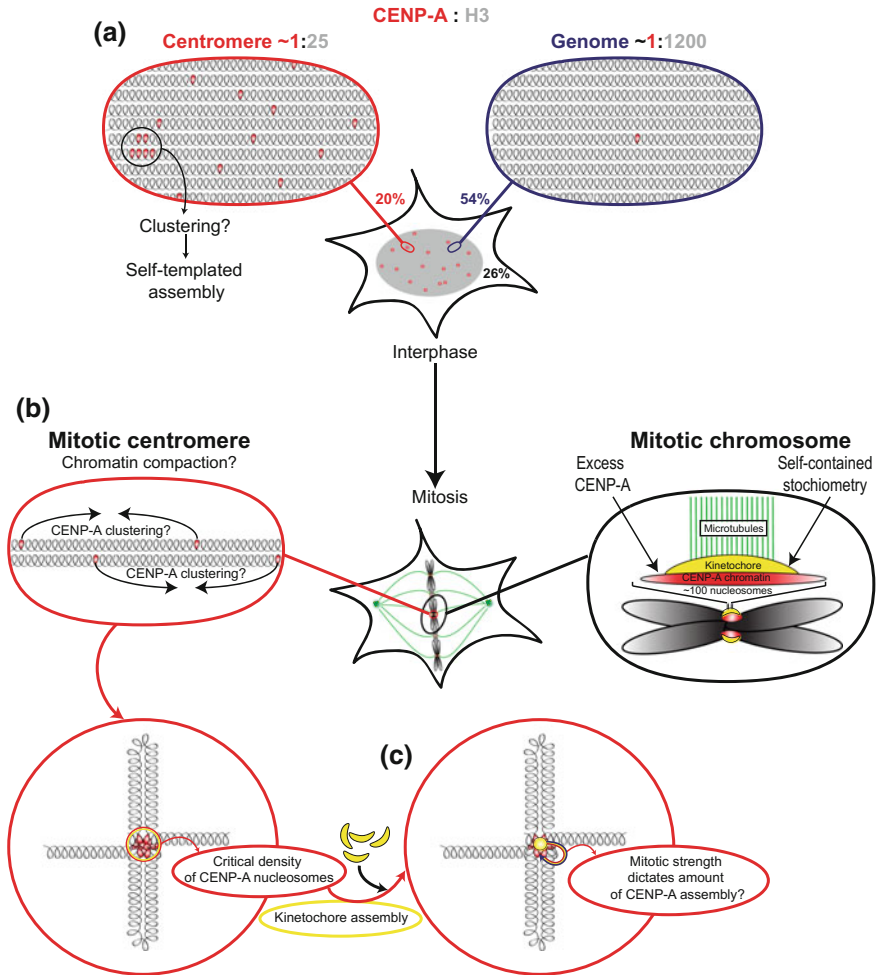 CENP-A : H3
(a)
Centromere ~1:25
Genome ~1:1200
20%
54%
26%
Clustering?
Self-templated
assembly
Interphase
(b)
Mitotic centromere
Chromatin compaction?
CENP-A clustering?
CENP-A clustering?
Mitosis
Mitotic chromosome
Excess
CENP-A
Self-contained
stochiometry
Microtubules
Kinetochore
CENP-A chromatin
~100 nucleosomes
Critical density
of CENP-A nucleosomes
Kinetochore assembly
(c)
Mitotic strength
dictates amount
of CENP-A assembly?